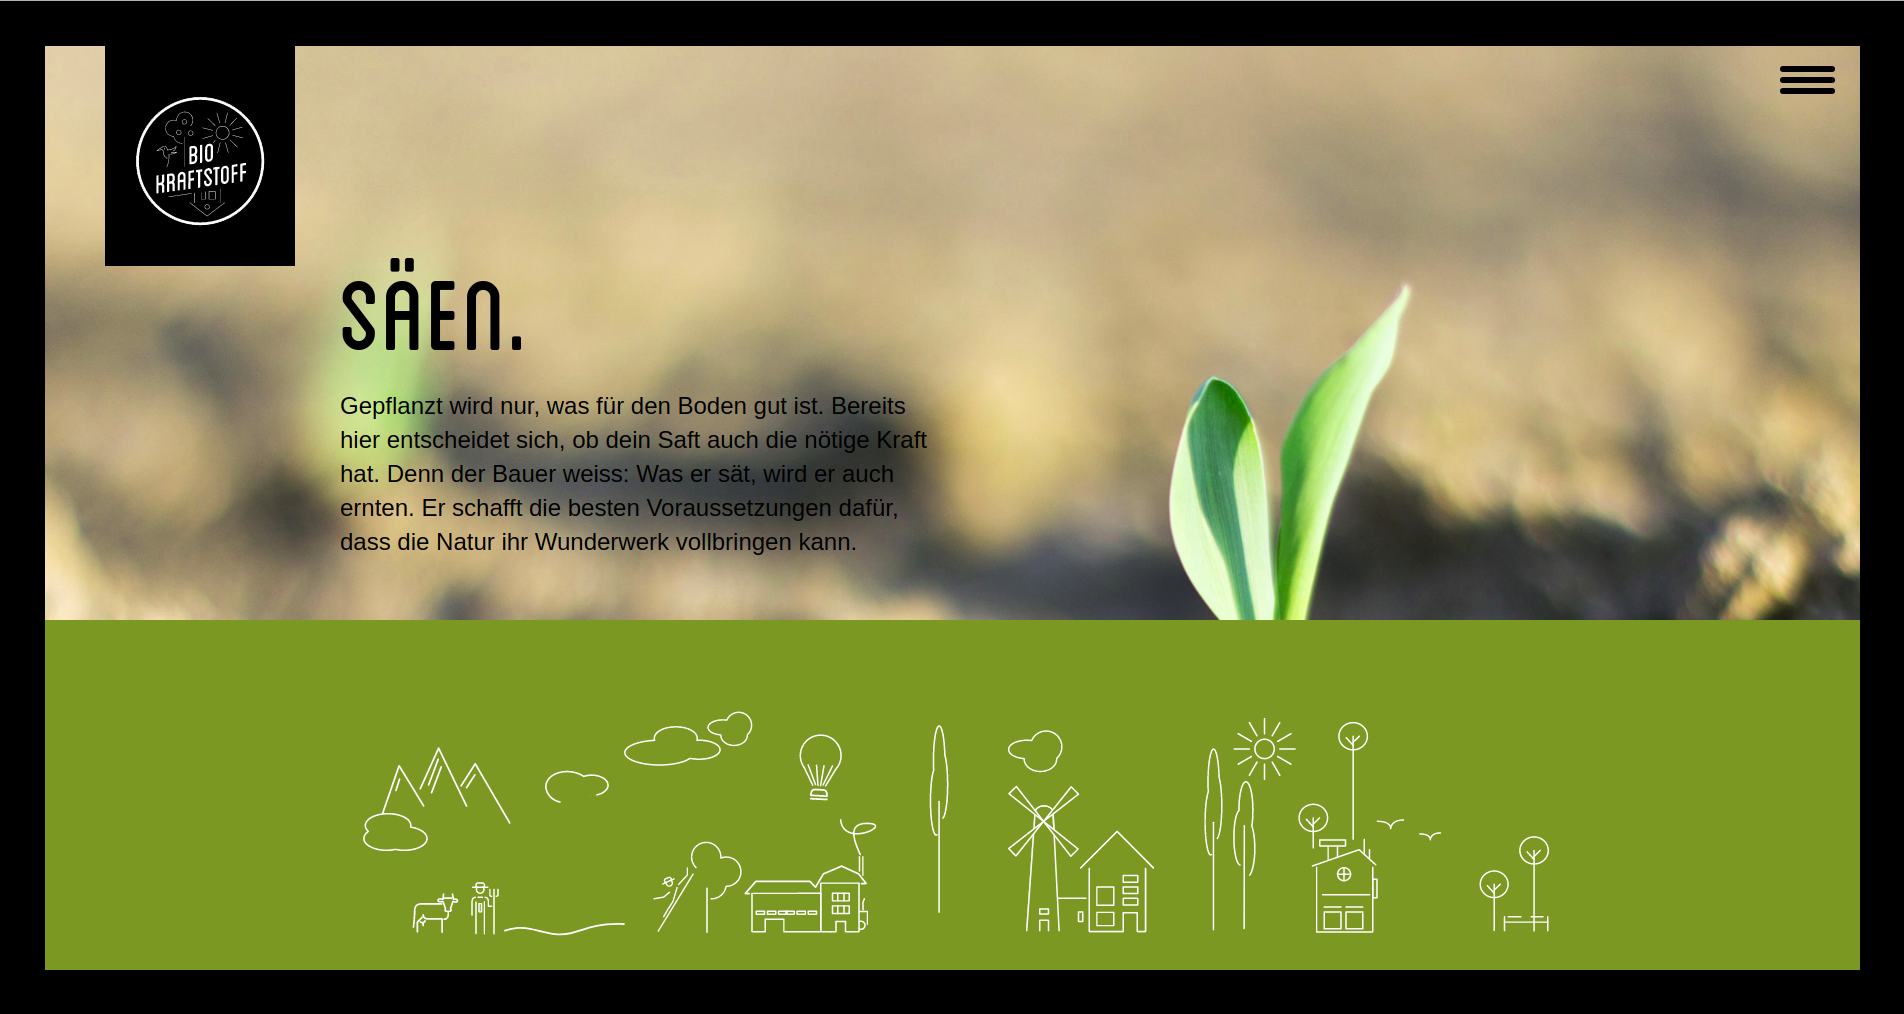 BIO
KRAFTSTOFF
SÄEN.
Gepflanzt wird nur, was für den Boden gut ist. Bereits
hier entscheidet sich, ob dein Saft auch die nötige Kraft
hat. Denn der Bauer weiss: Was er sät, wird er auch
ernten. Er schafft die besten Voraussetzungen dafür,
dass die Natur ihr Wunderwerk vollbringen kann.